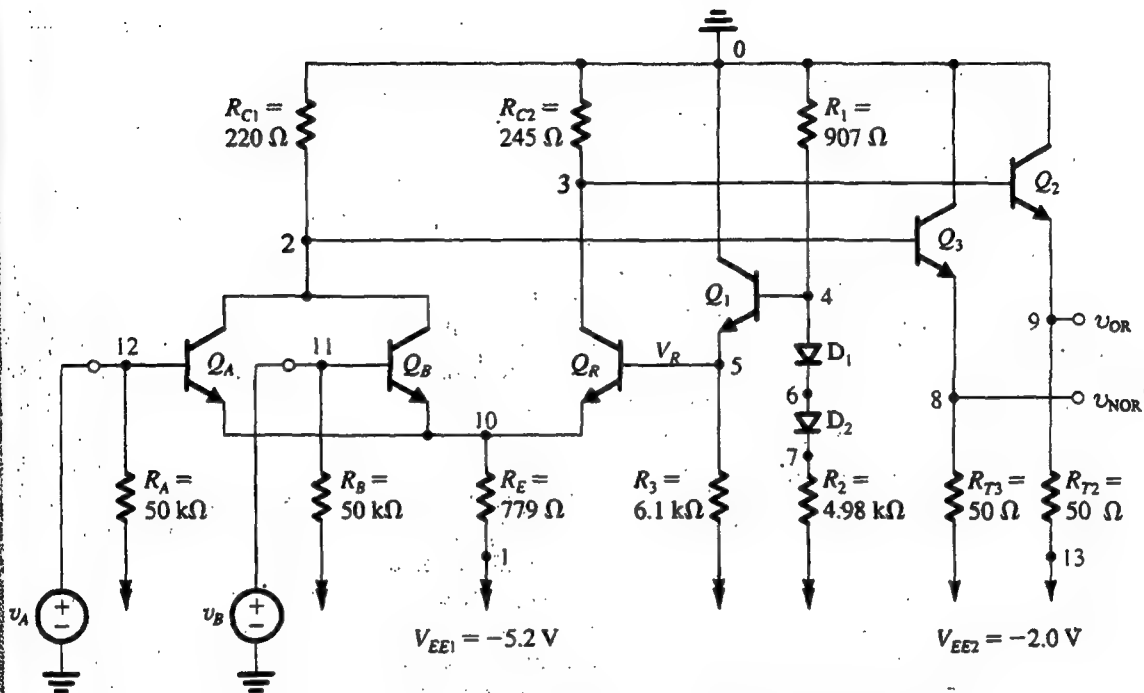 0
R_C1 =
220 Ω
R_C2 =
245 Ω
R_1 =
907 Ω
3
Q_2
2
Q_3
Q_1
4
9
v_OR
12
Q_A
11
Q_B
Q_R
V_R
5
D_1
6
8
v_NOR
D_2
10
7
R_A =
50 kΩ
R_B =
50 kΩ
R_E =
779 Ω
R_3 =
6.1 kΩ
R_2 =
4.98 kΩ
R_T3 =
50 Ω
R_T2 =
50 Ω
1
13
v_A
+
−
v_B
+
−
V_EE1 = −5.2 V
V_EE2 = −2.0 V